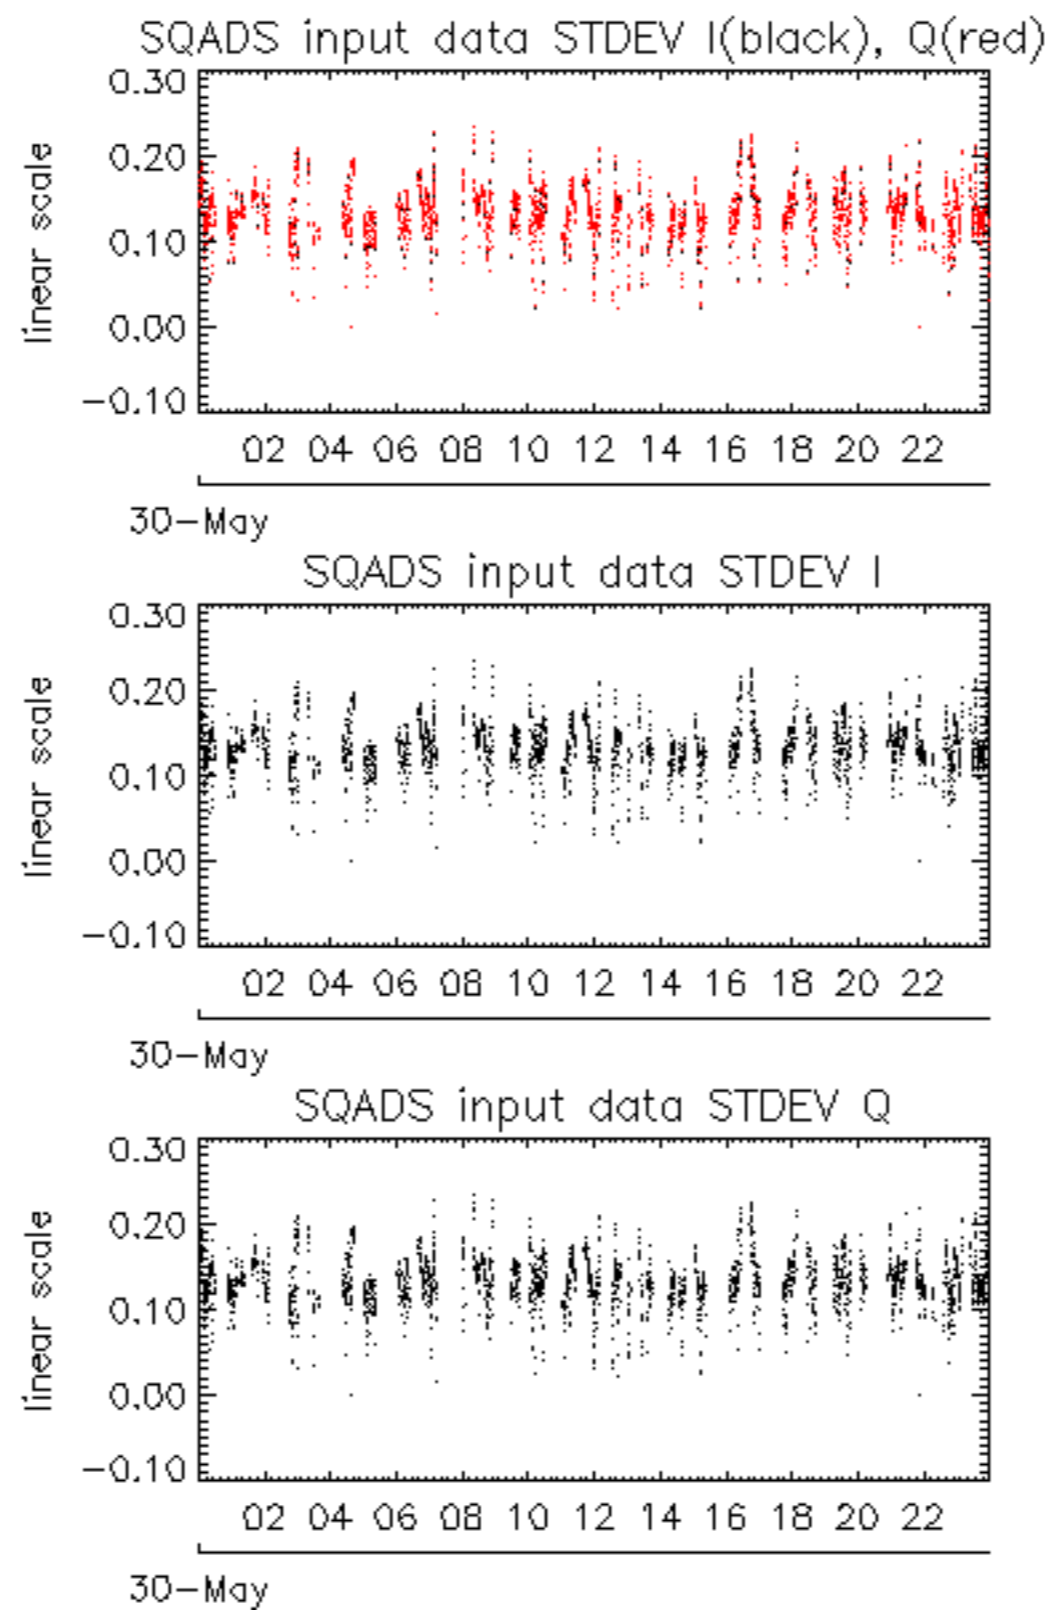 SQADS input data STDEV I(black), Q(red)
linear scale
0.30
0.20
0.10
0.00
−0.10
02 04 06 08 10 12 14 16 18 20 22
30−May
SQADS input data STDEV I
linear scale
0.30
0.20
0.10
0.00
−0.10
02 04 06 08 10 12 14 16 18 20 22
30−May
SQADS input data STDEV Q
linear scale
0.30
0.20
0.10
0.00
−0.10
02 04 06 08 10 12 14 16 18 20 22
30−May